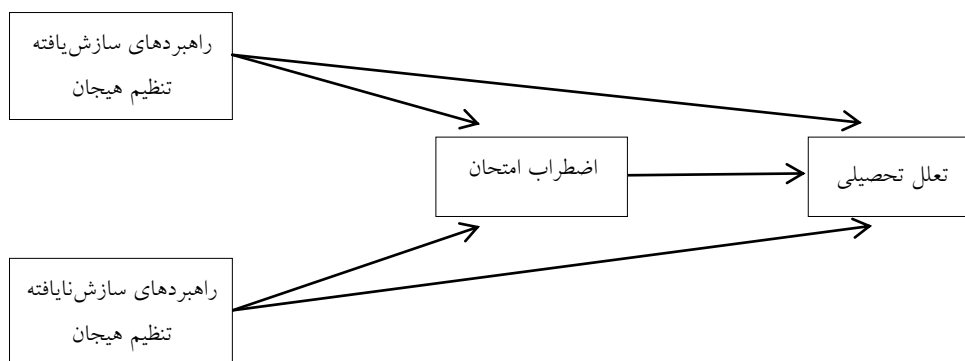 راهبردهای سازش‌یافته
تنظیم هیجان
اضطراب امتحان
تعلل تحصیلی
راهبردهای سازش‌نایافته
تنظیم هیجان